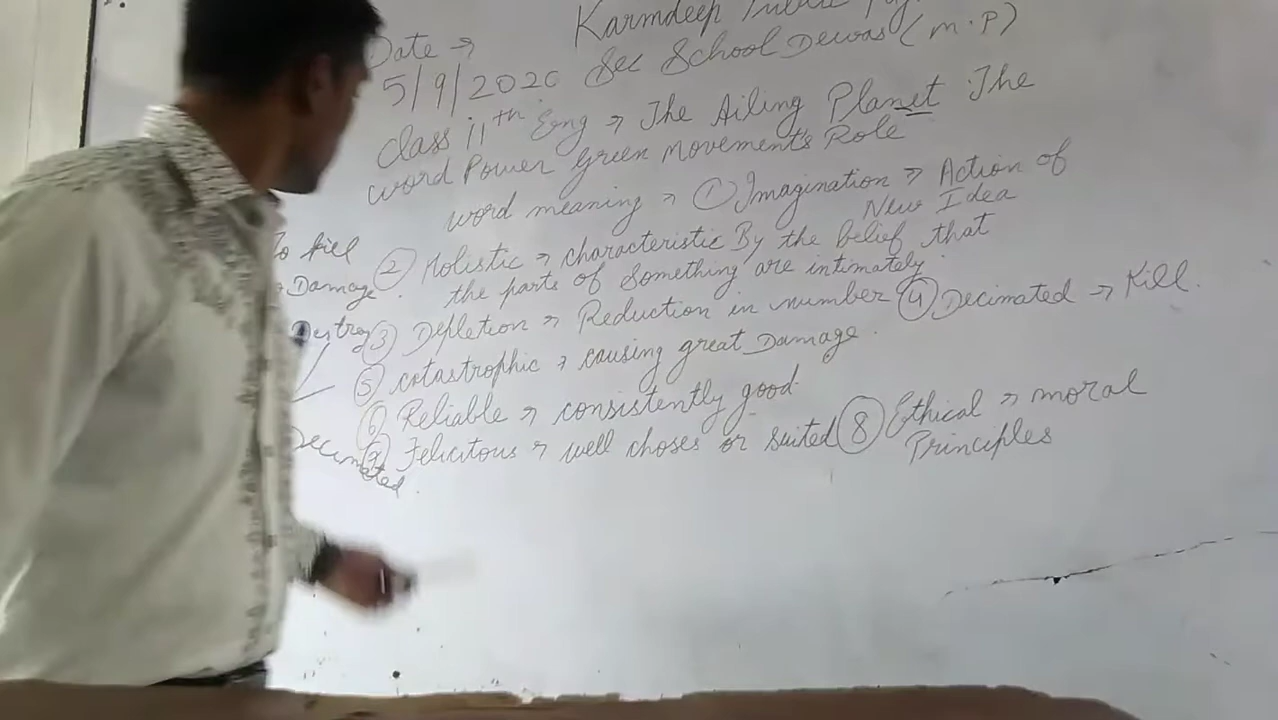 Karmdeep Public
Date →
5/9/2020 Sec School Dewas (M.P)
Class 11th Eng → The Ailing Planet The
word Power Green Movement's Role
word meaning → ① Imagination → Action of
New Idea
② Holistic → characteristic By the belief that
the parts of something are intimately.
③ Depletion → Reduction in number ④ Decimated → Kill.
⑤ catastrophic → causing great Damage.
⑥ Reliable → consistently good.
Felicitous → well choses or suited ⑧ Ethical → moral
Principles
To kill
→ Damage.
Destroy
Decimated.